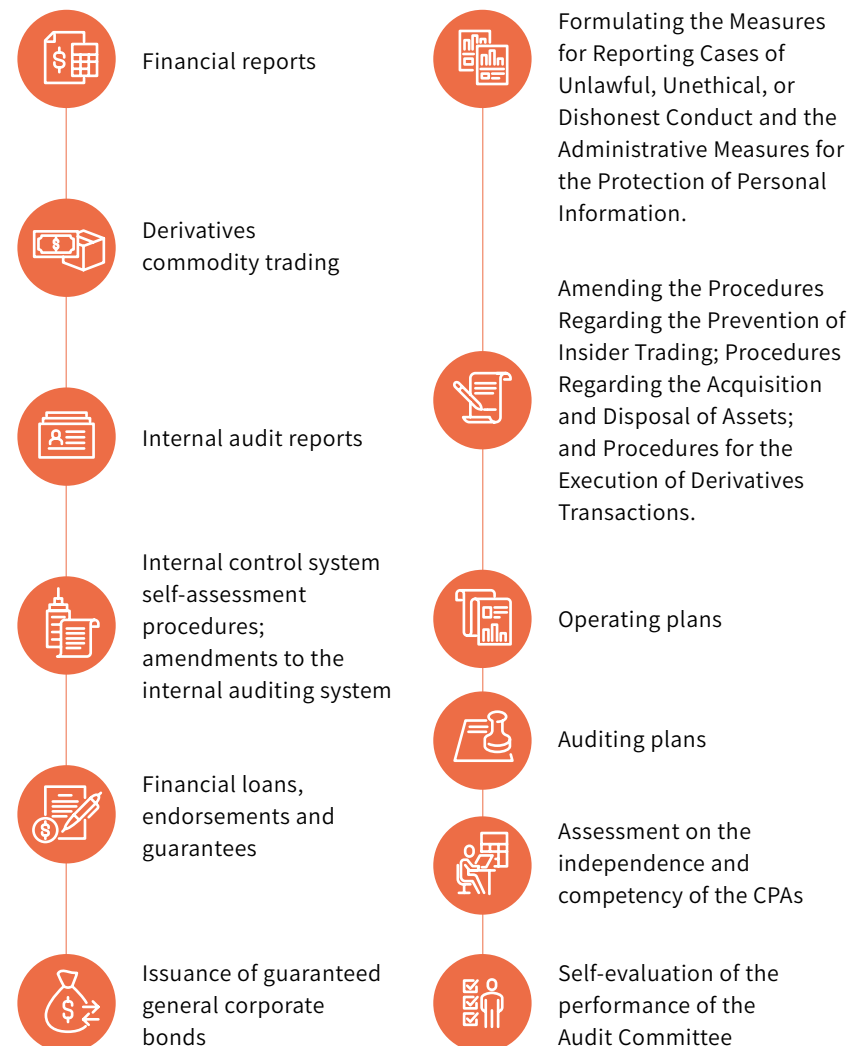 Financial reports
Derivatives
commodity trading
Internal audit reports
Internal control system
self-assessment
procedures;
amendments to the
internal auditing system
Financial loans,
endorsements and
guarantees
Issuance of guaranteed
general corporate
bonds
Formulating the Measures
for Reporting Cases of
Unlawful, Unethical, or
Dishonest Conduct and the
Administrative Measures for
the Protection of Personal
Information.
Amending the Procedures
Regarding the Prevention of
Insider Trading; Procedures
Regarding the Acquisition
and Disposal of Assets;
and Procedures for the
Execution of Derivatives
Transactions.
Operating plans
Auditing plans
Assessment on the
independence and
competency of the CPAs
Self-evaluation of the
performance of the
Audit Committee